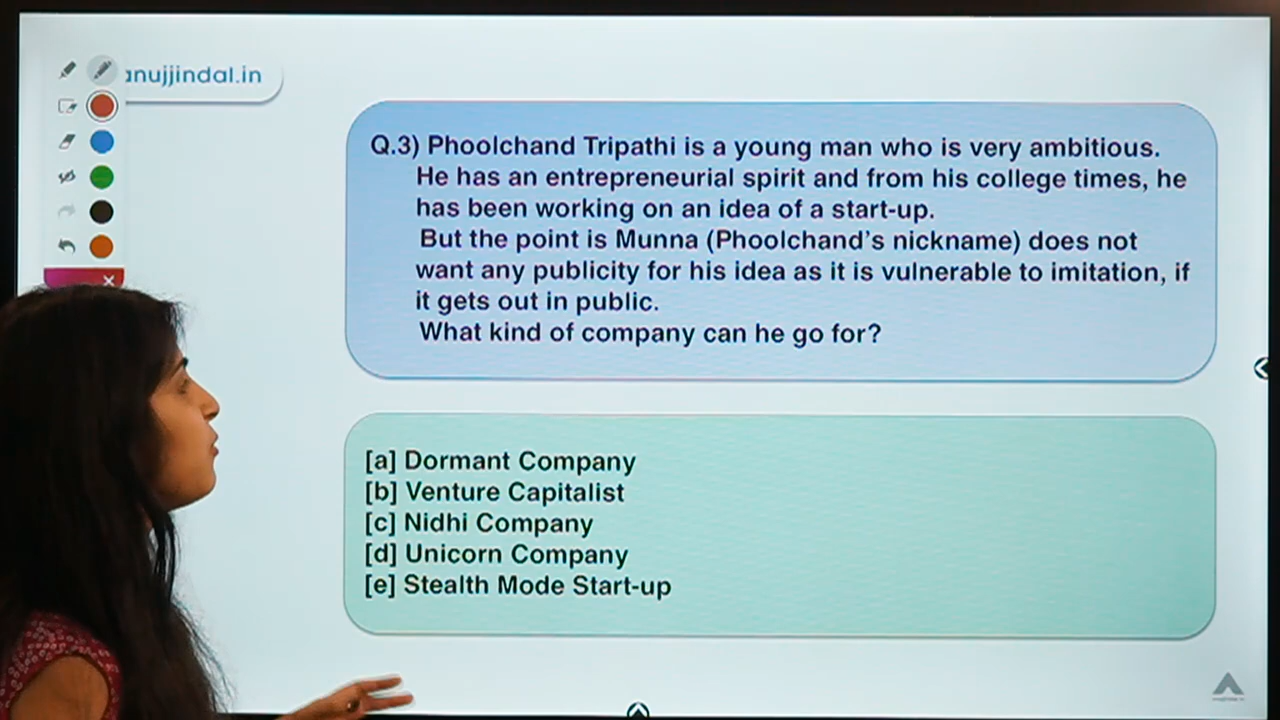 anujjindal.in
Q.3) Phoolchand Tripathi is a young man who is very ambitious.
He has an entrepreneurial spirit and from his college times, he
has been working on an idea of a start-up.
But the point is Munna (Phoolchand's nickname) does not
want any publicity for his idea as it is vulnerable to imitation, if
it gets out in public.
What kind of company can he go for?
[a] Dormant Company
[b] Venture Capitalist
[c] Nidhi Company
[d] Unicorn Company
[e] Stealth Mode Start-up